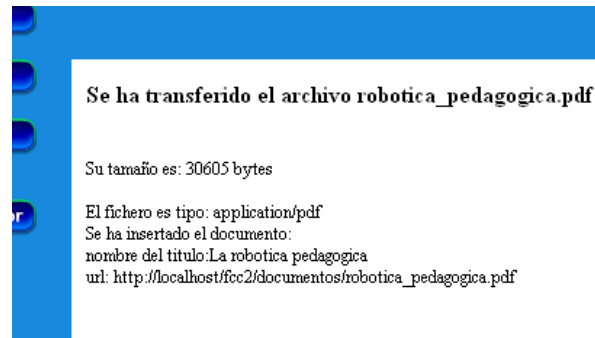 Se ha transferido el archivo robotica_pedagogica.pdf
Su tamaño es: 30605 bytes
El fichero es tipo: application/pdf
Se ha insertado el documento:
nombre del titulo:La robotica pedagogica
or
url: http://localhost/fcc2/documentos/robotica_pedagogica.pdf